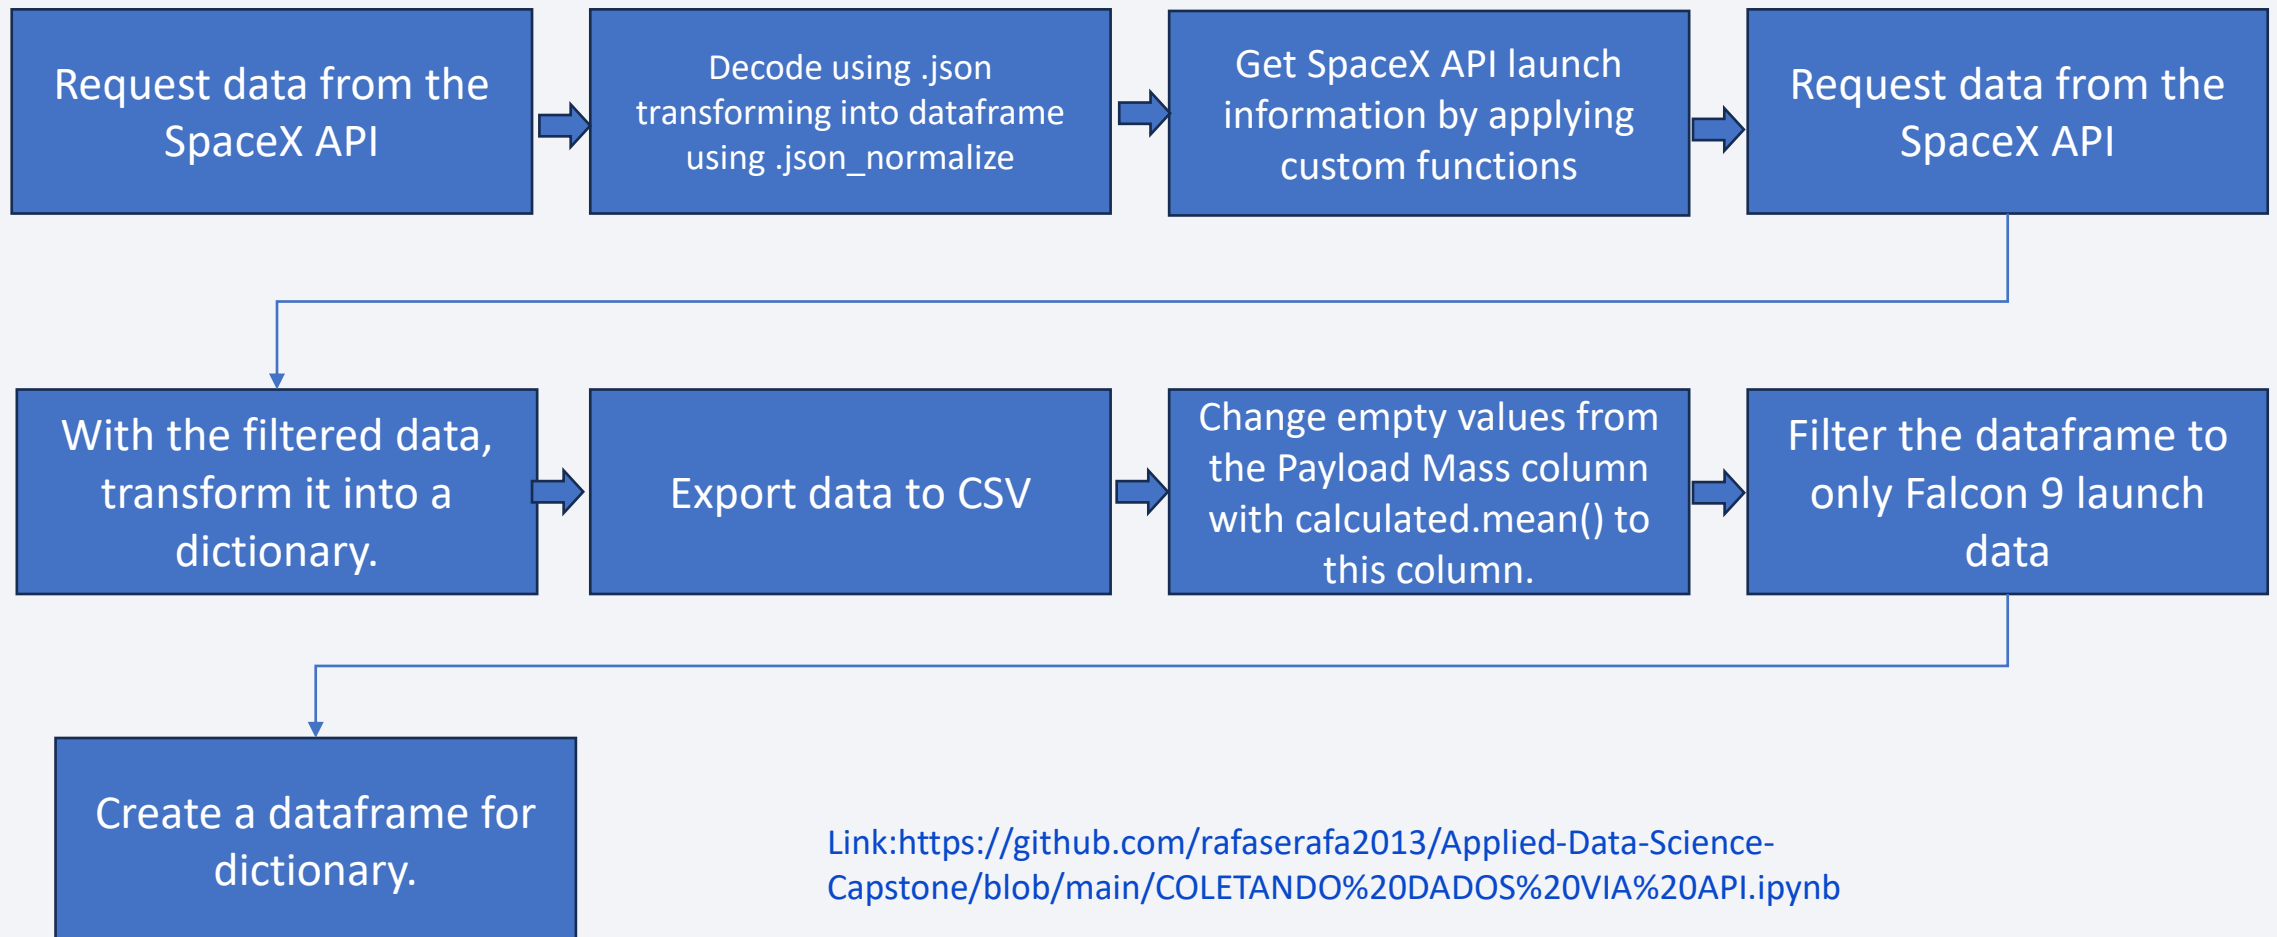 Request data from the
SpaceX API
Decode using .json
transforming into dataframe
using .json_normalize
Get SpaceX API launch
information by applying
custom functions
Request data from the
SpaceX API
With the filtered data,
transform it into a
dictionary.
Export data to CSV
Change empty values from
the Payload Mass column
with calculated.mean() to
this column.
Filter the dataframe to
only Falcon 9 launch
data
Create a dataframe for
dictionary.
Link:https://github.com/rafaserafa2013/Applied-Data-Science-
Capstone/blob/main/COLETANDO%20DADOS%20VIA%20API.ipynb